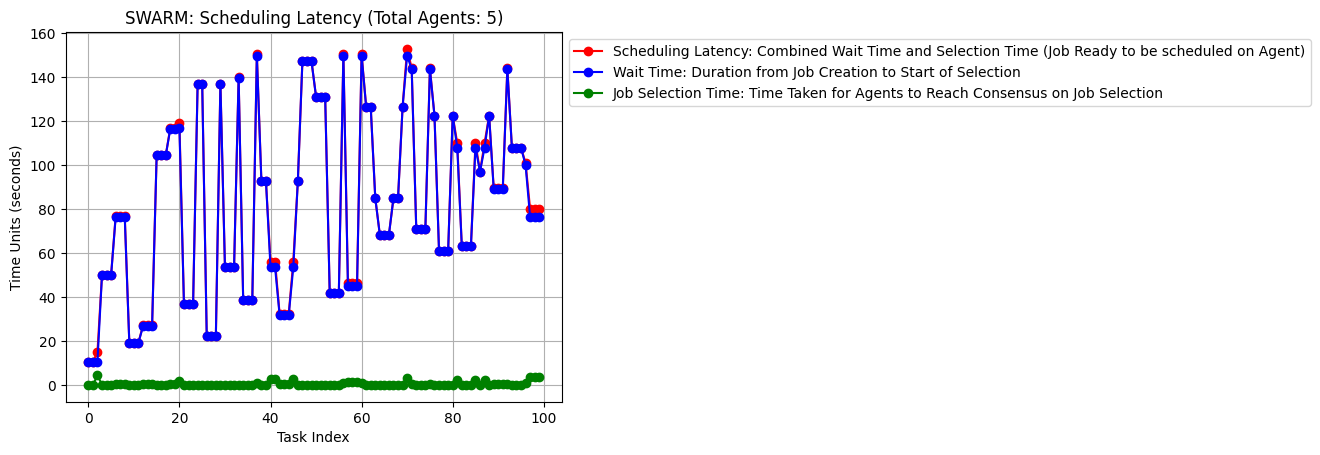 SWARM: Scheduling Latency (Total Agents: 5)
Scheduling Latency: Combined Wait Time and Selection Time (Job Ready to be scheduled on Agent)
Wait Time: Duration from Job Creation to Start of Selection
Job Selection Time: Time Taken for Agents to Reach Consensus on Job Selection
Time Units (seconds)
160
140
120
100
80
60
40
20
0
0 20 40 60 80 100
Task Index